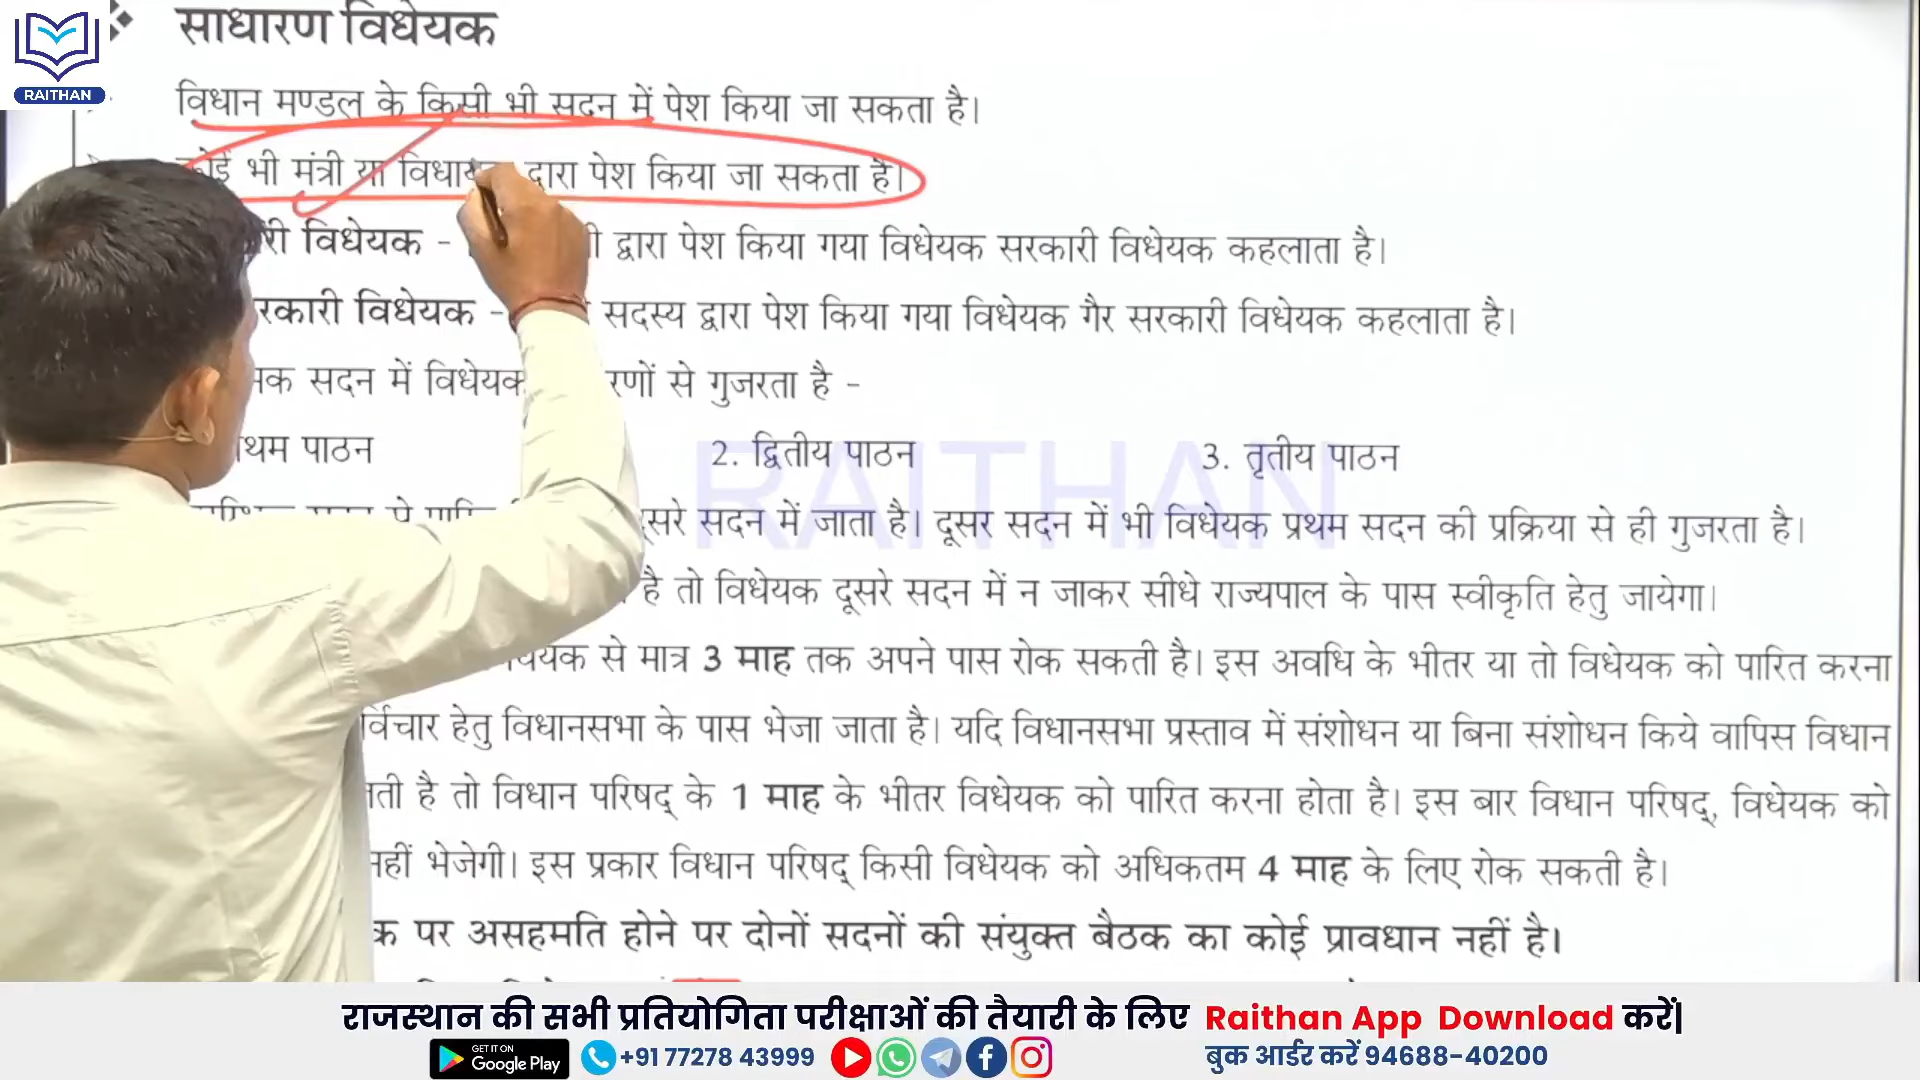 साधारण विधेयक
RAITHAN
विधान मण्डल के किसी भी सदन में पेश किया जा सकता है।
भी मंत्री या द्वारा पेश किया जा सकता है।
विधेयक - द्वारा पेश किया गया विधेयक सरकारी विधेयक कहलाता है।
विधेयक - सदस्य द्वारा पेश किया गया विधेयक गैर सरकारी विधेयक कहलाता है।
सदन में विधेयक से गुजरता है -
पाठन 2. द्वितीय पाठन 3. तृतीय पाठन
RAITHAN
सदन में जाता है। दूसर सदन में भी विधेयक प्रथम सदन की प्रक्रिया से ही गुजरता है।
है तो विधेयक दूसरे सदन में न जाकर सीधे राज्यपाल के पास स्वीकृति हेतु जायेगा।
से मात्र 3 माह तक अपने पास रोक सकती है। इस अवधि के भीतर या तो विधेयक को पारित करना
हेतु विधानसभा के पास भेजा जाता है। यदि विधानसभा प्रस्ताव में संशोधन या बिना संशोधन किये वापिस विधान
है तो विधान परिषद् के 1 माह के भीतर विधेयक को पारित करना होता है। इस बार विधान परिषद्, विधेयक को
नहीं भेजेगी। इस प्रकार विधान परिषद् किसी विधेयक को अधिकतम 4 माह के लिए रोक सकती है।
पर असहमति होने पर दोनों सदनों की संयुक्त बैठक का कोई प्रावधान नहीं है।
राजस्थान की सभी प्रतियोगिता परीक्षाओं की तैयारी के लिए Raithan App Download करें|
GET IT ON
Google Play
+91 77278 43999
बुक आर्डर करें 94688-40200